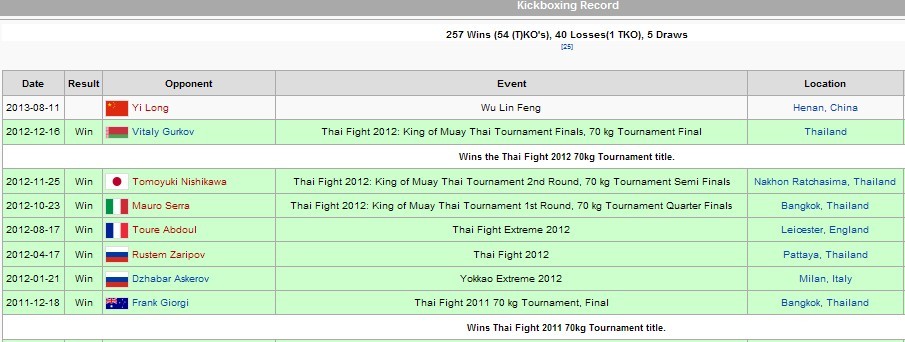 Kickboxing Record
257 Wins (54 (T)KO's), 40 Losses(1 TKO), 5 Draws
[25]
Date Result Opponent Event Location
2013-08-11 Yi Long Wu Lin Feng Henan, China
2012-12-16 Win Vitaly Gurkov Thai Fight 2012: King of Muay Thai Tournament Finals, 70 kg Tournament Final Thailand
Wins the Thai Fight 2012 70kg Tournament title.
2012-11-25 Win Tomoyuki Nishikawa Thai Fight 2012: King of Muay Thai Tournament 2nd Round, 70 kg Tournament Semi Finals Nakhon Ratchasima, Thailand
2012-10-23 Win Mauro Serra Thai Fight 2012: King of Muay Thai Tournament 1st Round, 70 kg Tournament Quarter Finals Bangkok, Thailand
2012-08-17 Win Toure Abdoul Thai Fight Extreme 2012 Leicester, England
2012-04-17 Win Rustem Zaripov Thai Fight 2012 Pattaya, Thailand
2012-01-21 Win Dzhabar Askerov Yokkao Extreme 2012 Milan, Italy
2011-12-18 Win Frank Giorgi Thai Fight 2011 70 kg Tournament, Final Bangkok, Thailand
Wins Thai Fight 2011 70kg Tournament title.